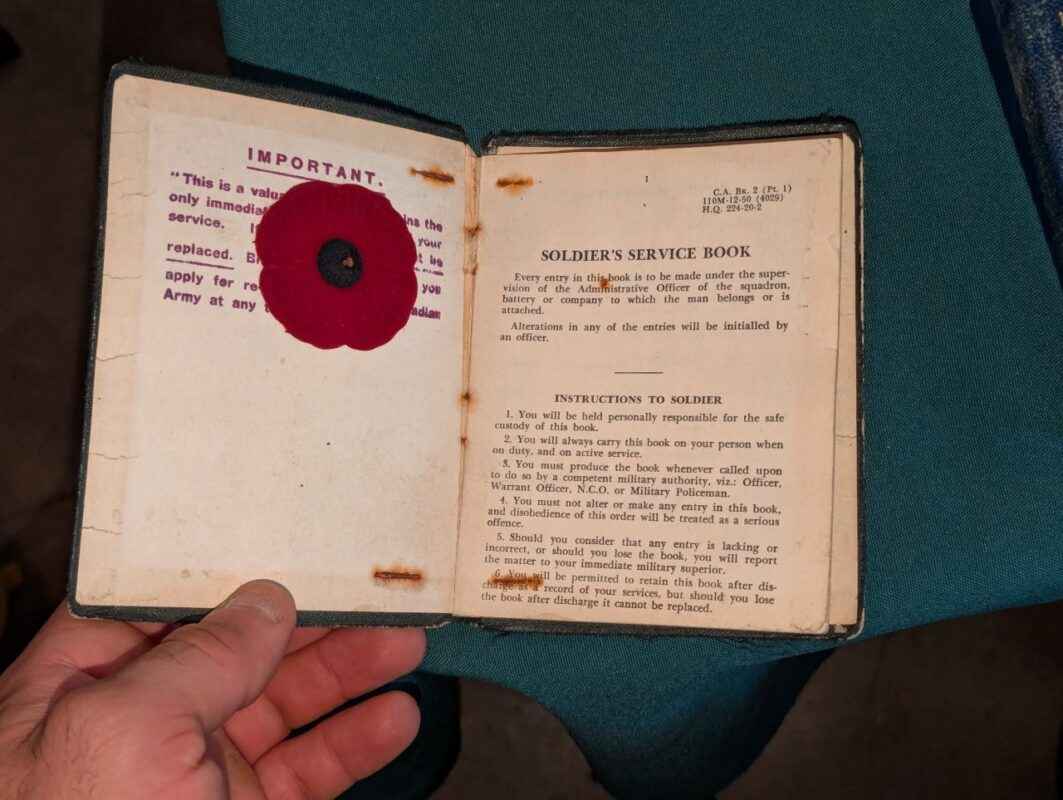 IMPORTANT.
"This is a
only the
service. your
replaced. be
apply for you
Army at any
1
C.A. BK. 2 (Pt. 1)
110M-12-50 (4029)
H.Q. 224-20-2
SOLDIER'S SERVICE BOOK
Every entry in this book is to be made under the super-
vision of the Administrative Officer of the squadron,
battery or company to which the man belongs or is
attached.
Alterations in any of the entries will be initialled by
an officer.
INSTRUCTIONS TO SOLDIER
1. You will be held personally responsible for the safe
custody of this book.
2. You will always carry this book on your person when
on duty, and on active service.
3. You must produce the book whenever called upon
to do so by a competent military authority, viz.: Officer,
Warrant Officer, N.C.O. or Military Policeman.
4. You must not alter or make any entry in this book,
and disobedience of this order will be treated as a serious
offence.
5. Should you consider that any entry is lacking or
incorrect, or should you lose the book, you will report
the matter to your immediate military superior.
6. You will be permitted to retain this book after dis-
charge as a record of your services, but should you lose
the book after discharge it cannot be replaced.